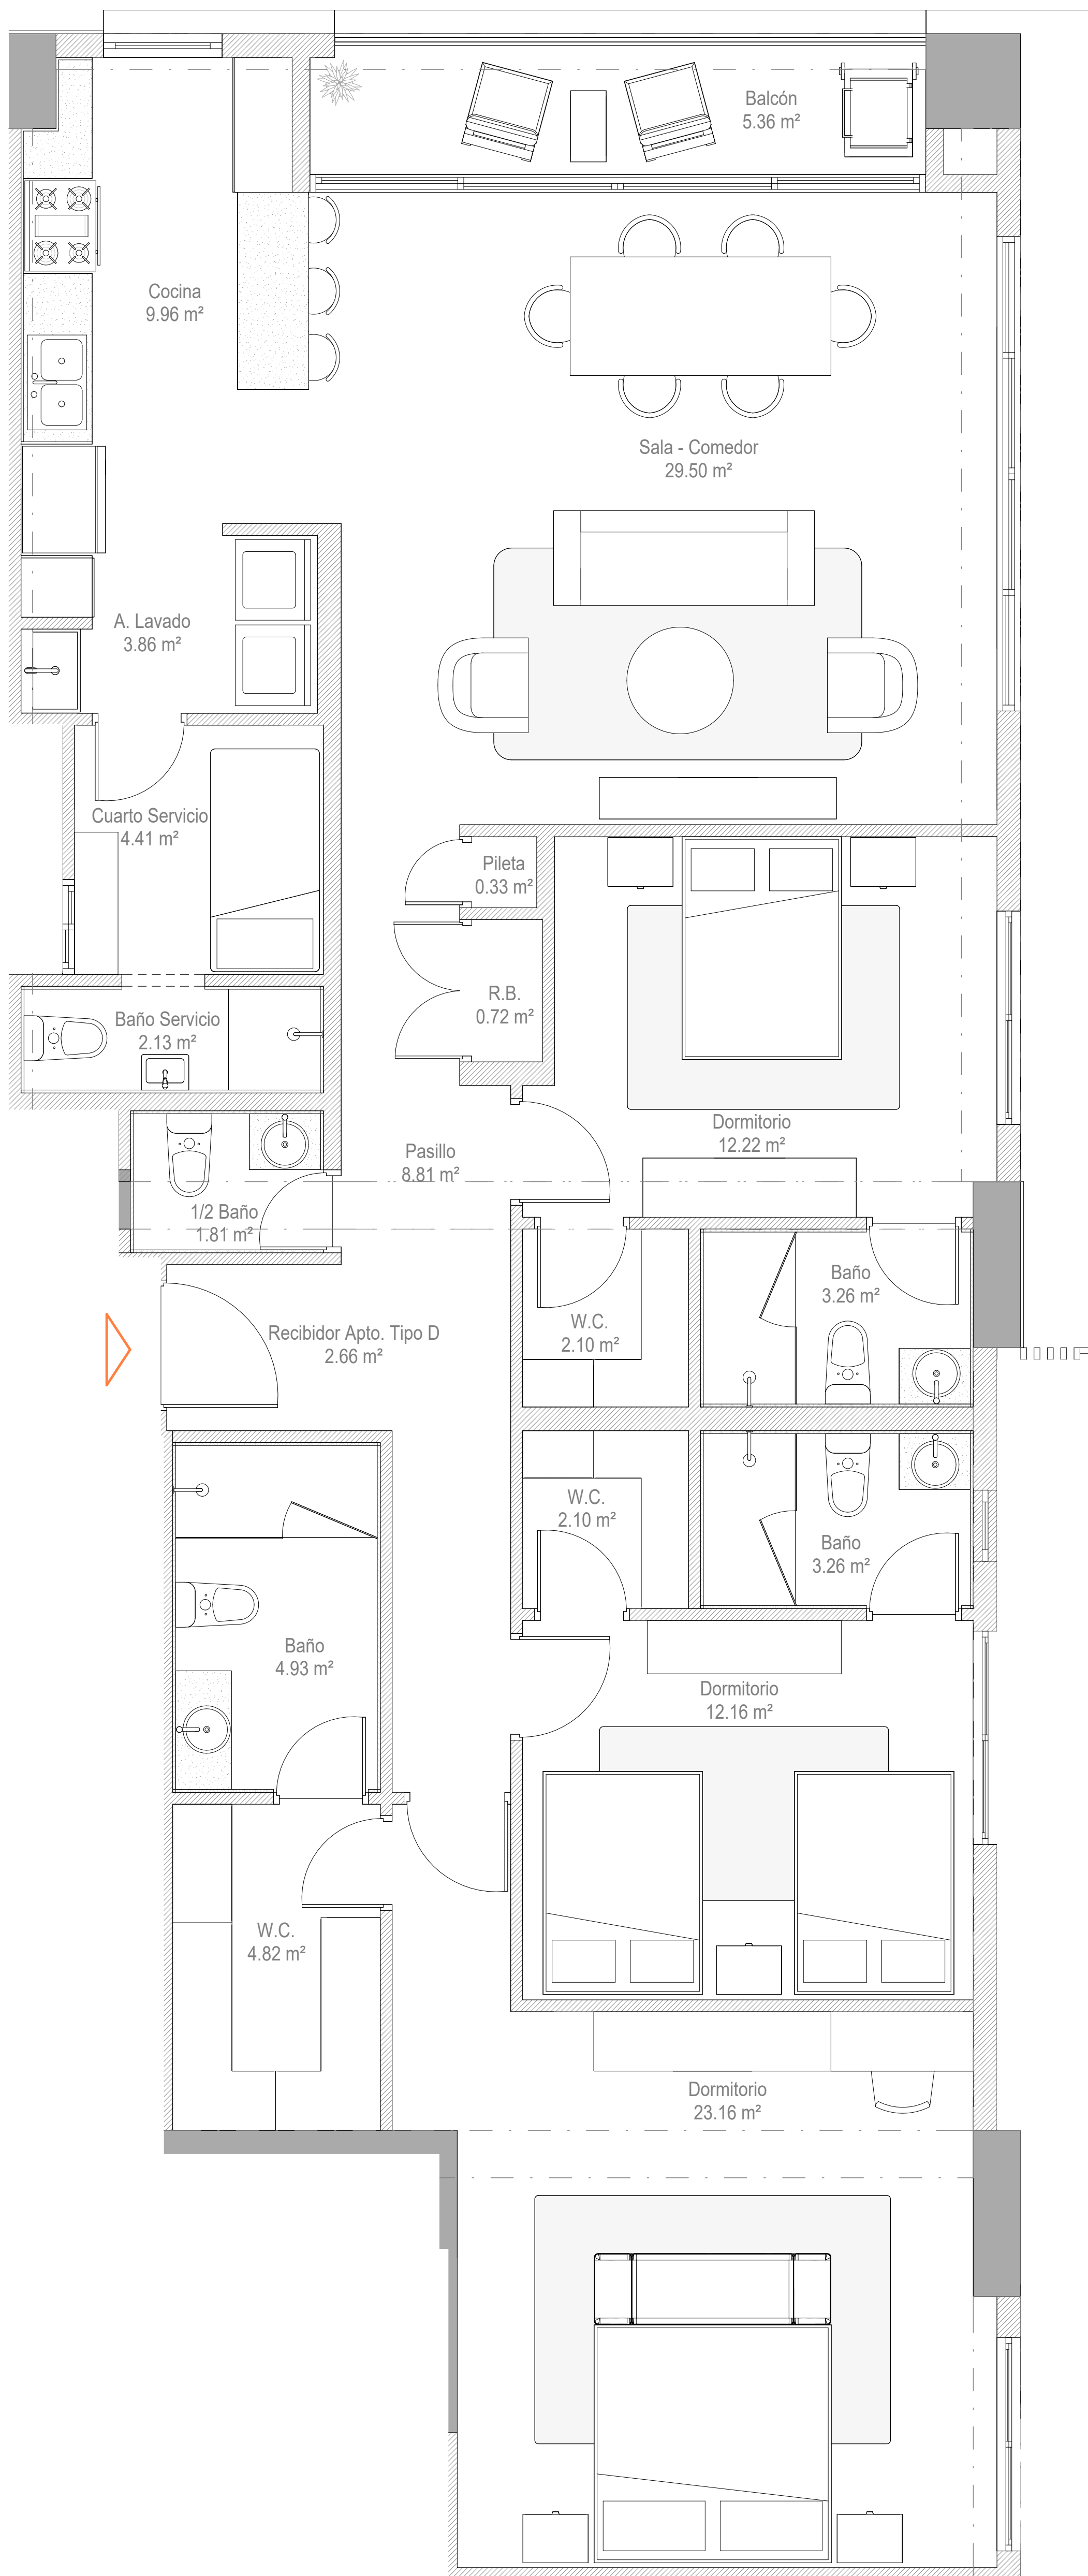 Balcón
5.36 m²
Cocina
9.96 m²
Sala - Comedor
29.50 m²
A. Lavado
3.86 m²
Cuarto Servicio
4.41 m²
Pileta
0.33 m²
R.B.
0.72 m²
Baño Servicio
2.13 m²
Dormitorio
12.22 m²
Pasillo
8.81 m²
1/2 Baño
1.81 m²
Baño
3.26 m²
W.C.
2.10 m²
Recibidor Apto. Tipo D
2.66 m²
W.C.
2.10 m²
Baño
3.26 m²
Baño
4.93 m²
Dormitorio
12.16 m²
W.C.
4.82 m²
Dormitorio
23.16 m²